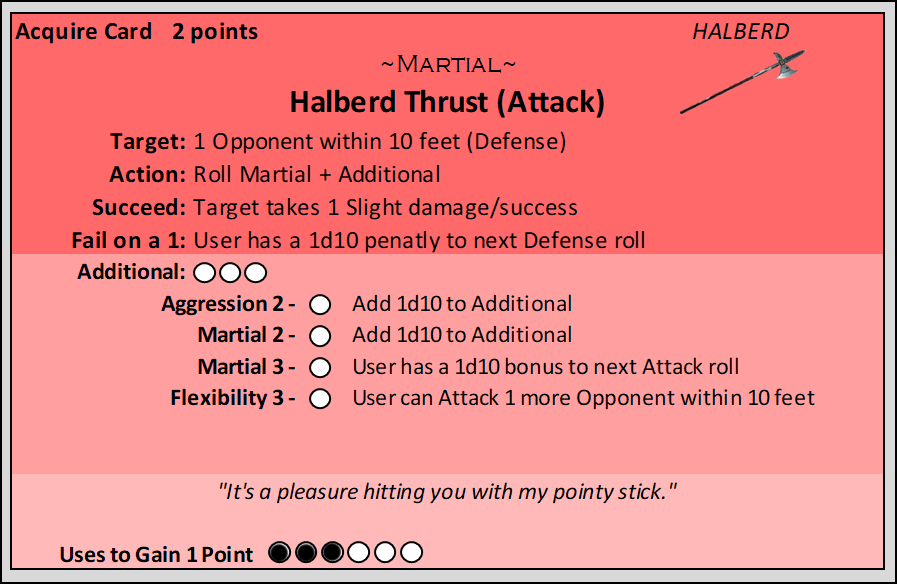 Acquire Card 2 points HALBERD
~Martial~
Halberd Thrust (Attack)
Target: 1 Opponent within 10 feet (Defense)
Action: Roll Martial + Additional
Succeed: Target takes 1 Slight damage/success
Fail on a 1: User has a 1d10 penatly to next Defense roll
Additional:
Aggression 2 - Add 1d10 to Additional
Martial 2 - Add 1d10 to Additional
Martial 3 - User has a 1d10 bonus to next Attack roll
Flexibility 3 - User can Attack 1 more Opponent within 10 feet
"It's a pleasure hitting you with my pointy stick."
Uses to Gain 1 Point